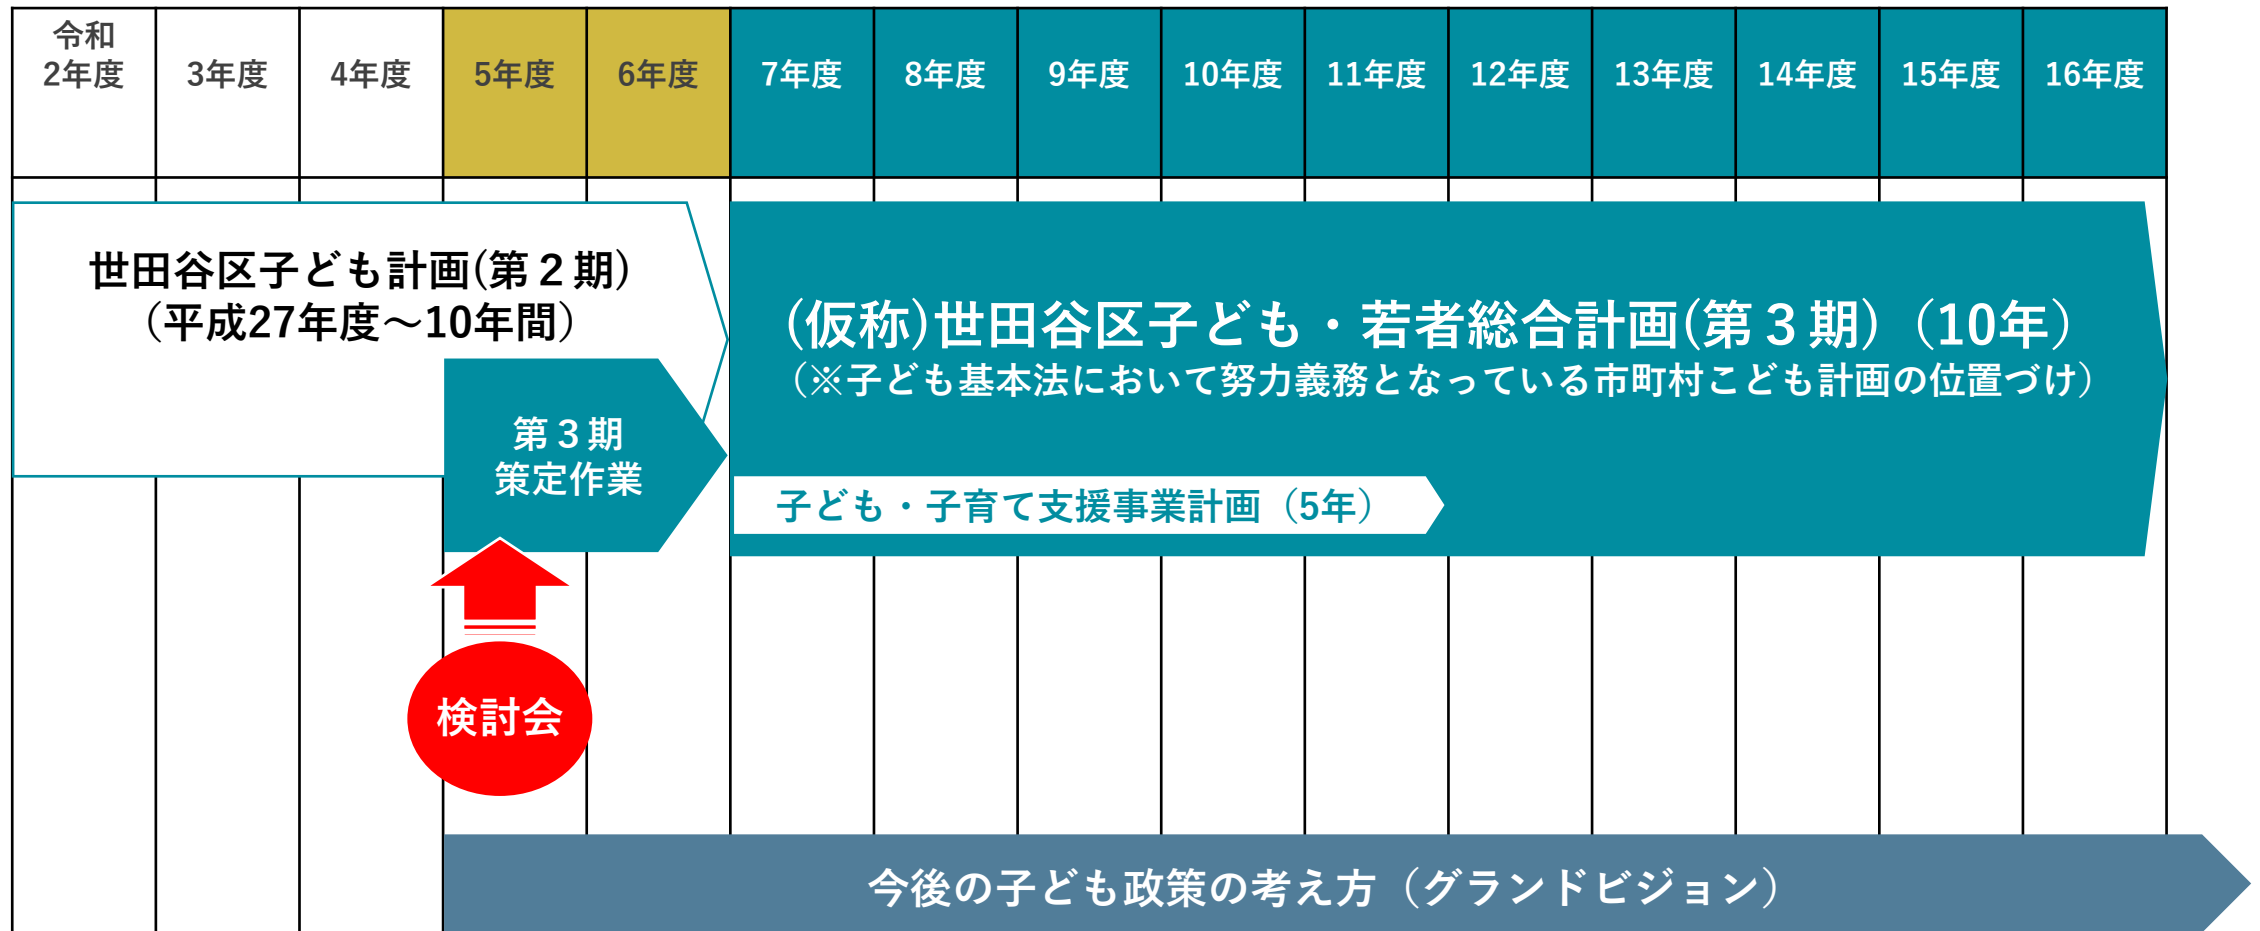 令和
2年度
3年度
4年度
5年度
6年度
7年度
8年度
9年度
10年度
11年度
12年度
13年度
14年度
15年度
16年度
世田谷区子ども計画(第２期）
（平成27年度～10年間）
(仮称)世田谷区子ども・若者総合計画(第３期）（10年）
（※子ども基本法において努力義務となっている市町村こども計画の位置づけ）
第３期
策定作業
子ども・子育て支援事業計画（5年）
検討会
今後の子ども政策の考え方（グランドビジョン）